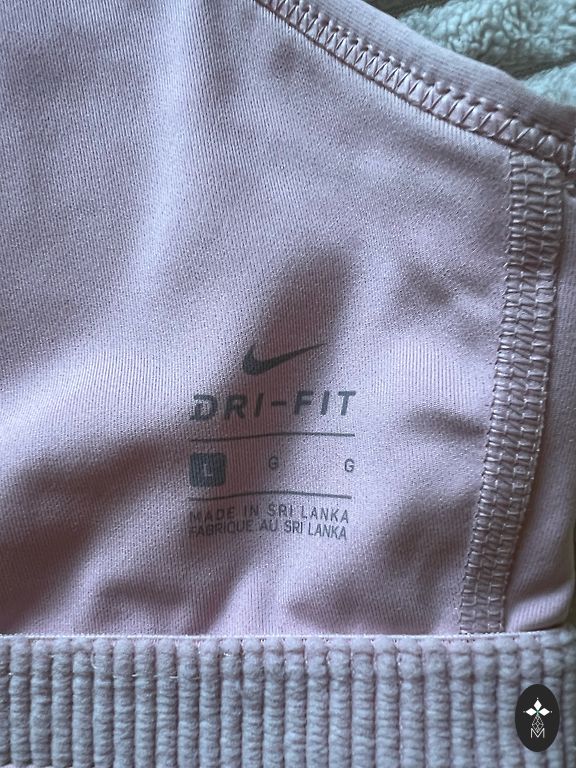 DRI-FIT
L G G
MADE IN SRI LANKA
FABRIQUE AU SRI LANKA
M